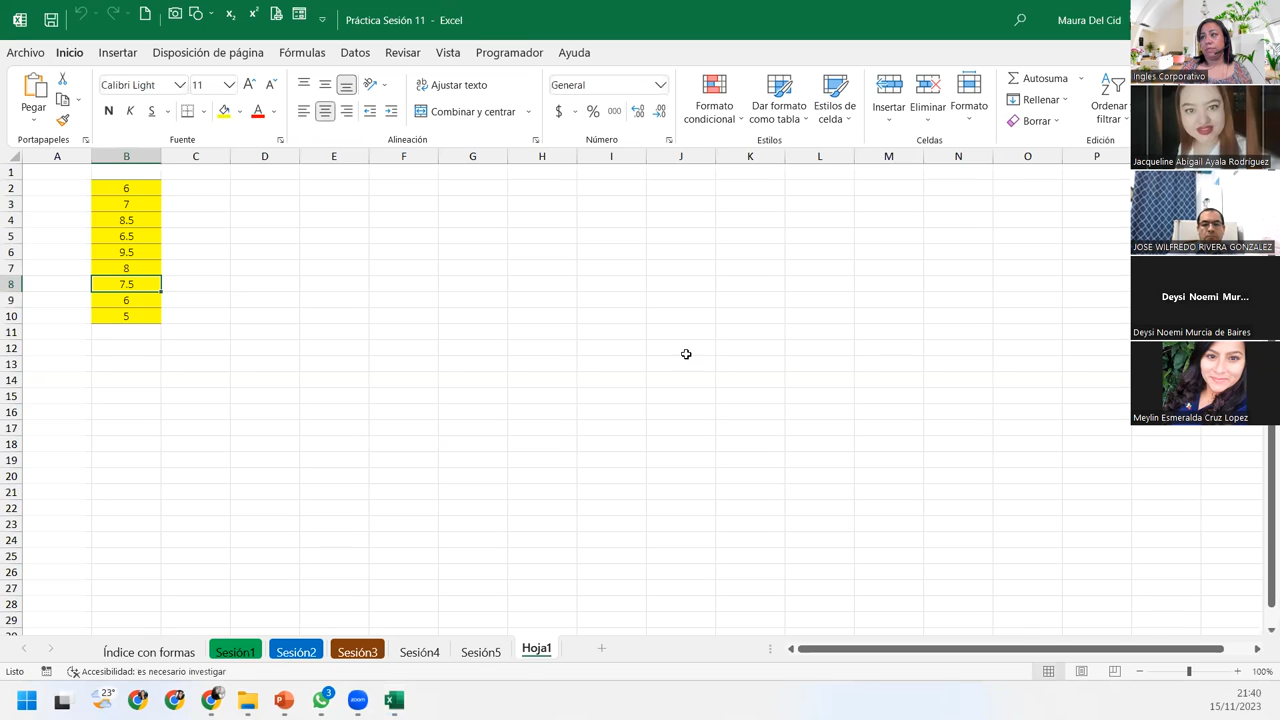 Práctica Sesión 11 - Excel
Maura Del Cid
Archivo Inicio Insertar Disposición de página Fórmulas Datos Revisar Vista Programador Ayuda
Pegar
Portapapeles
Calibri Light 11
N K S
Fuente
Ajustar texto
Combinar y centrar
Alineación
General
$ % 000
Número
Formato condicional
Dar formato como tabla
Estilos de celda
Estilos
Insertar
Eliminar
Formato
Celdas
Autosuma
Rellenar
Borrar
Ordenar
filtrar
Edición
A B C D E F G H I J K L M N O P
1
2 6
3 7
4 8.5
5 6.5
6 9.5
7 8
8 7.5
9 6
10 5
11
12
13
14
15
16
17
18
19
20
21
22
23
24
25
26
27
28
29
Ingles Corporativo
Jacqueline Abigail Ayala Rodríguez
JOSE WILFREDO RIVERA GONZALEZ
Deysi Noemi Mur...
Deysi Noemi Murcia de Baires
Meylin Esmeralda Cruz Lopez
Índice con formas Sesión1 Sesión2 Sesión3 Sesión4 Sesión5 Hoja1
Listo
Accesibilidad: es necesario investigar
100%
23°
3
zoom
21:40
15/11/2023